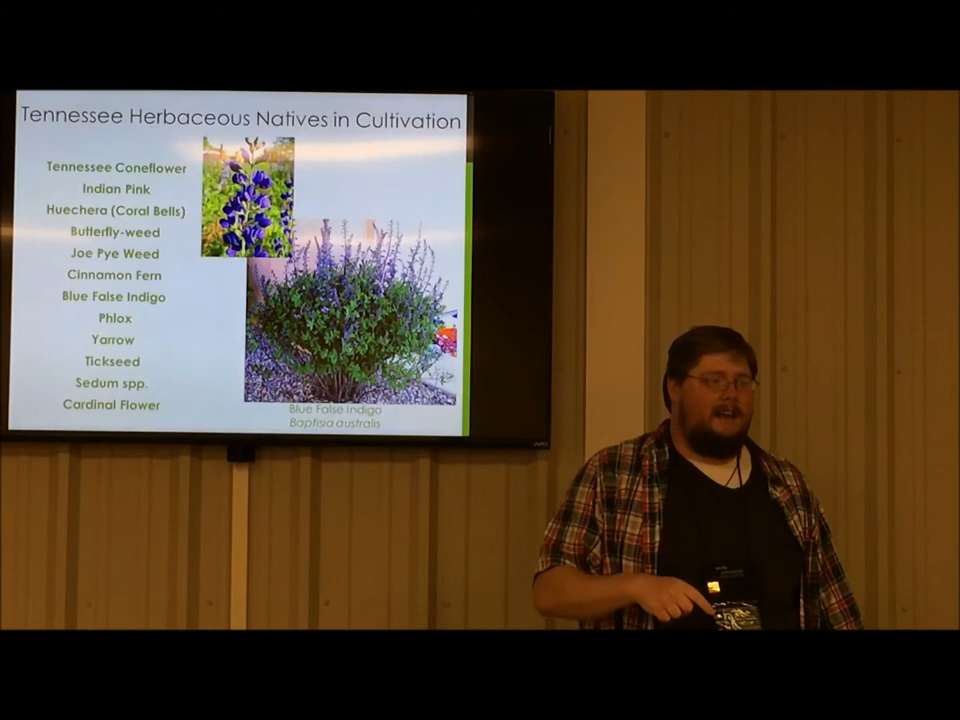 Tennessee Herbaceous Natives in Cultivation
Tennessee Coneflower
Indian Pink
Huechera (Coral Bells)
Butterfly-weed
Joe Pye Weed
Cinnamon Fern
Blue False Indigo
Phlox
Yarrow
Tickseed
Sedum spp.
Cardinal Flower
Blue False Indigo
Baptisia australis